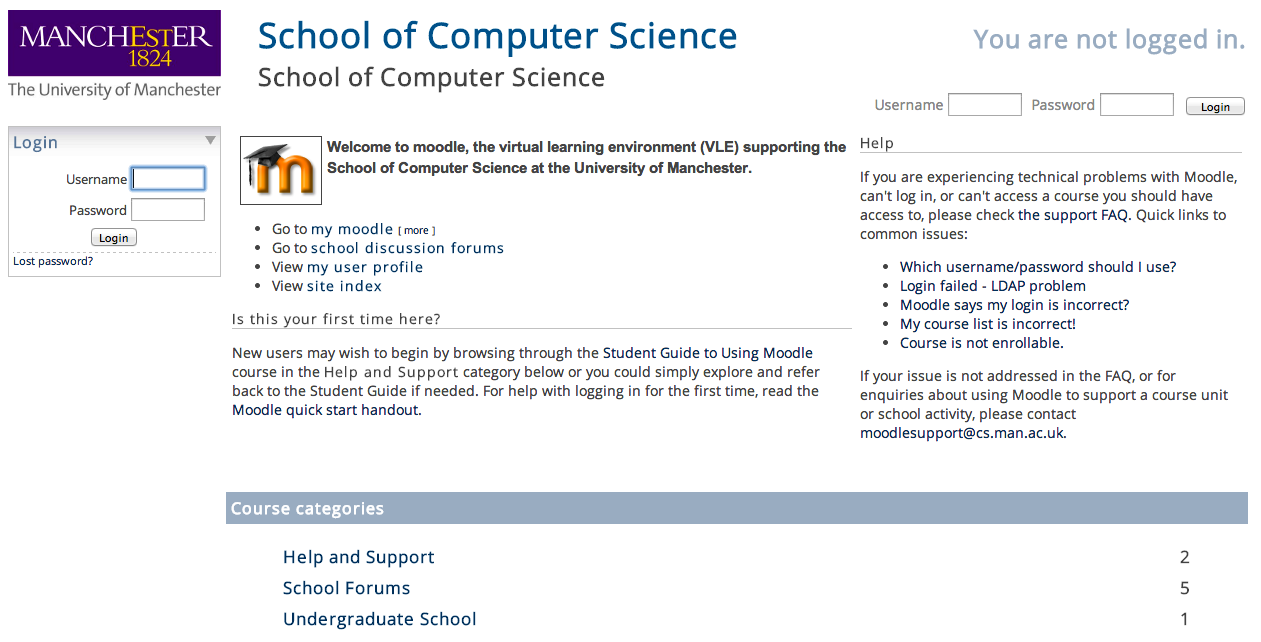 MANCHEsTER
1824
The University of Manchester
School of Computer Science
School of Computer Science
You are not logged in.
Username
Password
Login
Login
Username
Password
Login
Lost password?
m
Welcome to moodle, the virtual learning environment (VLE) supporting the
School of Computer Science at the University of Manchester.
• Go to my moodle [ more ]
• Go to school discussion forums
• View my user profile
• View site index
Is this your first time here?
New users may wish to begin by browsing through the Student Guide to Using Moodle
course in the Help and Support category below or you could simply explore and refer
back to the Student Guide if needed. For help with logging in for the first time, read the
Moodle quick start handout.
Help
If you are experiencing technical problems with Moodle,
can't log in, or can't access a course you should have
access to, please check the support FAQ. Quick links to
common issues:
• Which username/password should I use?
• Login failed - LDAP problem
• Moodle says my login is incorrect?
• My course list is incorrect!
• Course is not enrollable.
If your issue is not addressed in the FAQ, or for
enquiries about using Moodle to support a course unit
or school activity, please contact
moodlesupport@cs.man.ac.uk.
Course categories
Help and Support 2
School Forums 5
Undergraduate School 1